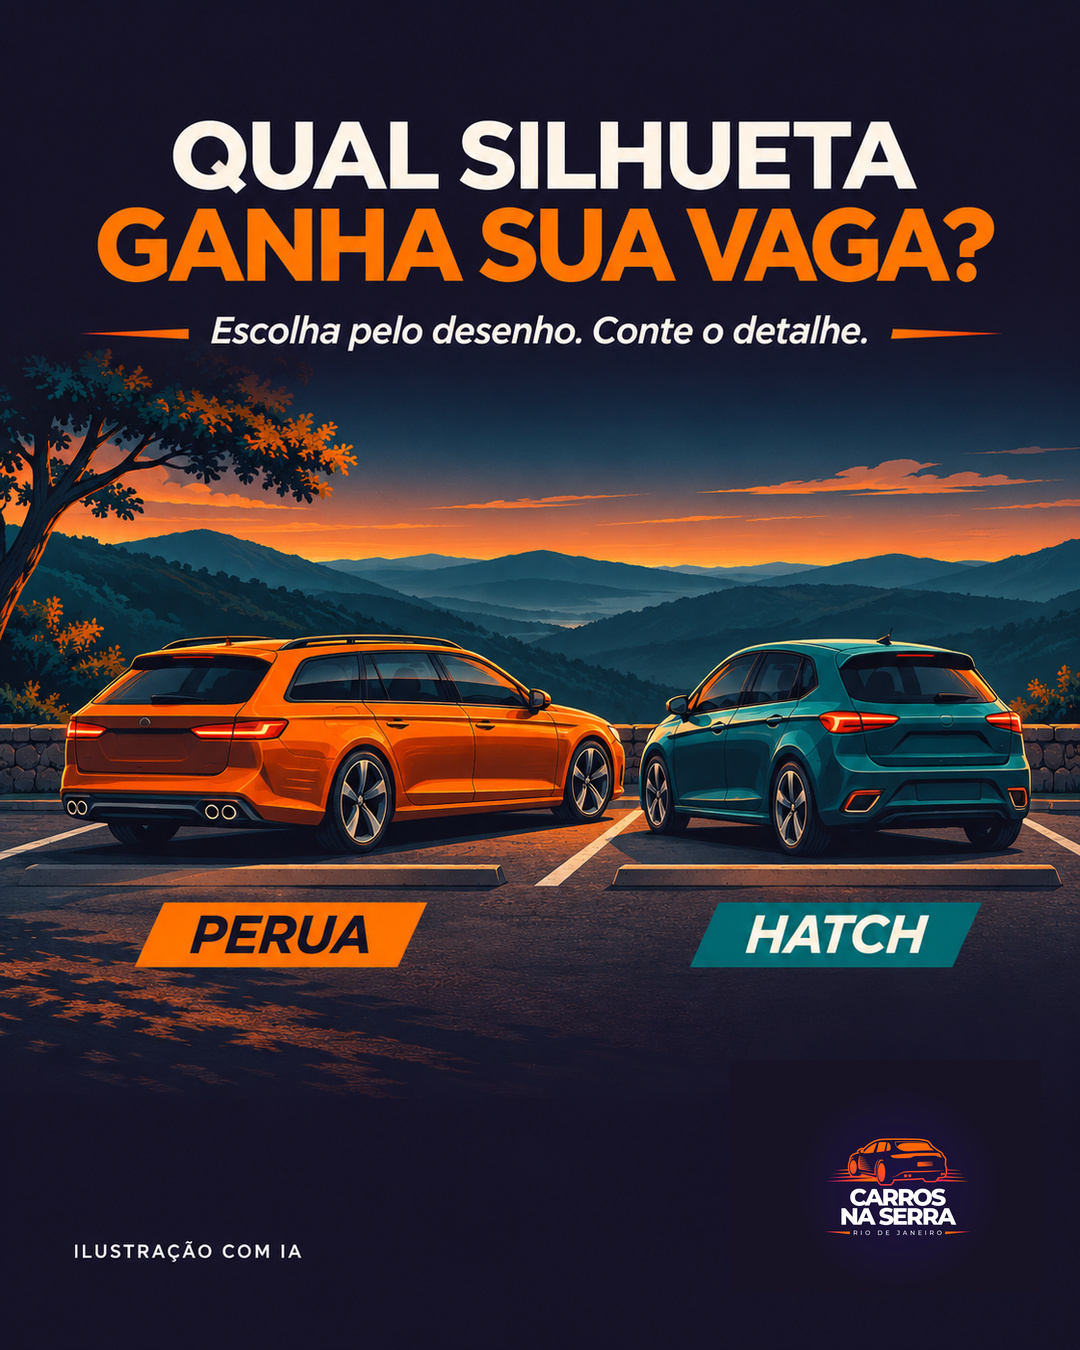 QUAL SILHUETA
GANHA SUA VAGA?
Escolha pelo desenho. Conte o detalhe.
PERUA
HATCH
CARROS
NA SERRA
RIO DE JANEIRO
ILUSTRAÇÃO COM IA